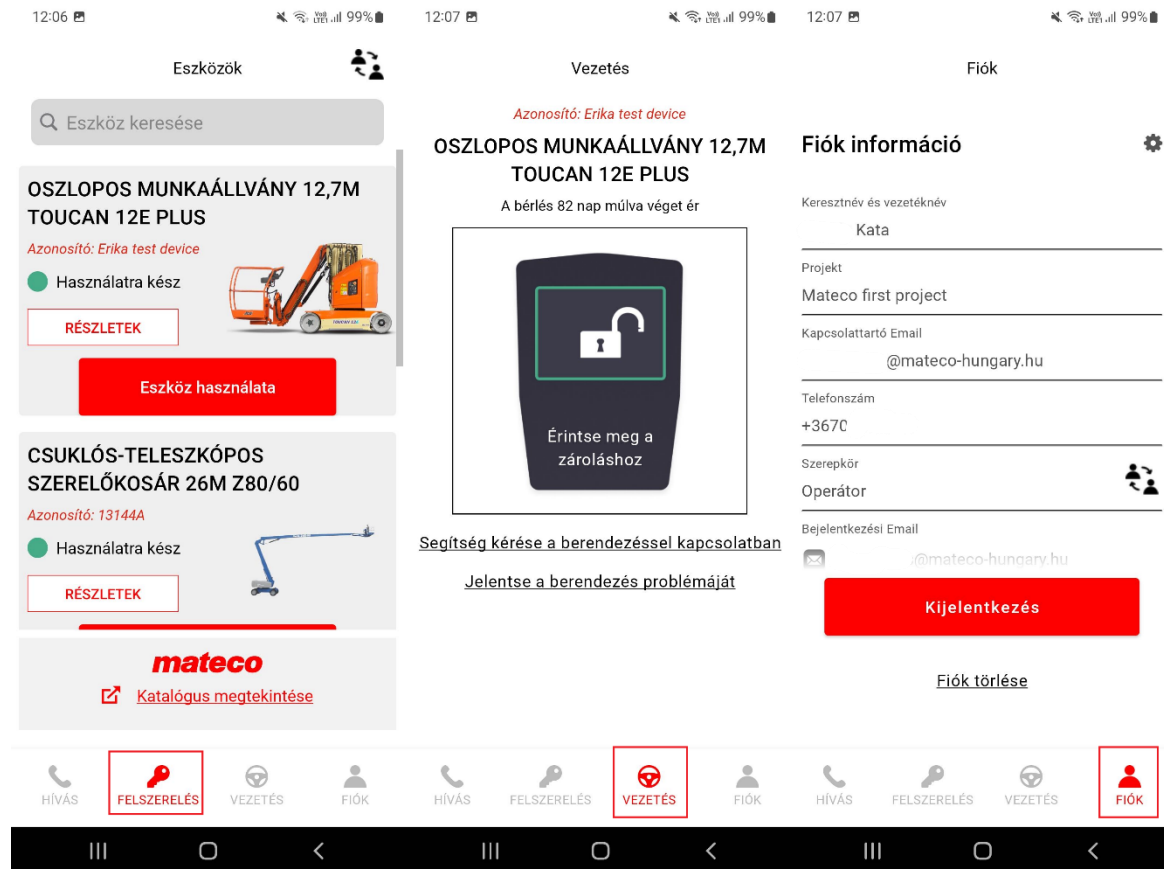 12:06
99%
Eszközök
Eszköz keresése
OSZLOPOS MUNKAÁLLVÁNY 12,7M
TOUCAN 12E PLUS
Azonosító: Erika test device
Használatra kész
RÉSZLETEK
Eszköz használata
CSUKLÓS-TELESZKÓPOS
SZERELŐKOSÁR 26M Z80/60
Azonosító: 13144A
Használatra kész
RÉSZLETEK
mateco
Katalógus megtekintése
HÍVÁS
FELSZERELÉS
VEZETÉS
FIÓK
12:07
99%
Vezetés
Azonosító: Erika test device
OSZLOPOS MUNKAÁLLVÁNY 12,7M
TOUCAN 12E PLUS
A bérlés 82 nap múlva véget ér
Érintse meg a
zároláshoz
Segítség kérése a berendezéssel kapcsolatban
Jelentse a berendezés problémáját
HÍVÁS
FELSZERELÉS
VEZETÉS
FIÓK
12:07
99%
Fiók
Fiók információ
Keresztnév és vezetéknév
Kata
Projekt
Mateco first project
Kapcsolattartó Email
@mateco-hungary.hu
Telefonszám
+3670
Szerepkör
Operátor
Bejelentkezési Email
@mateco-hungary.hu
Kijelentkezés
Fiók törlése
HÍVÁS
FELSZERELÉS
VEZETÉS
FIÓK